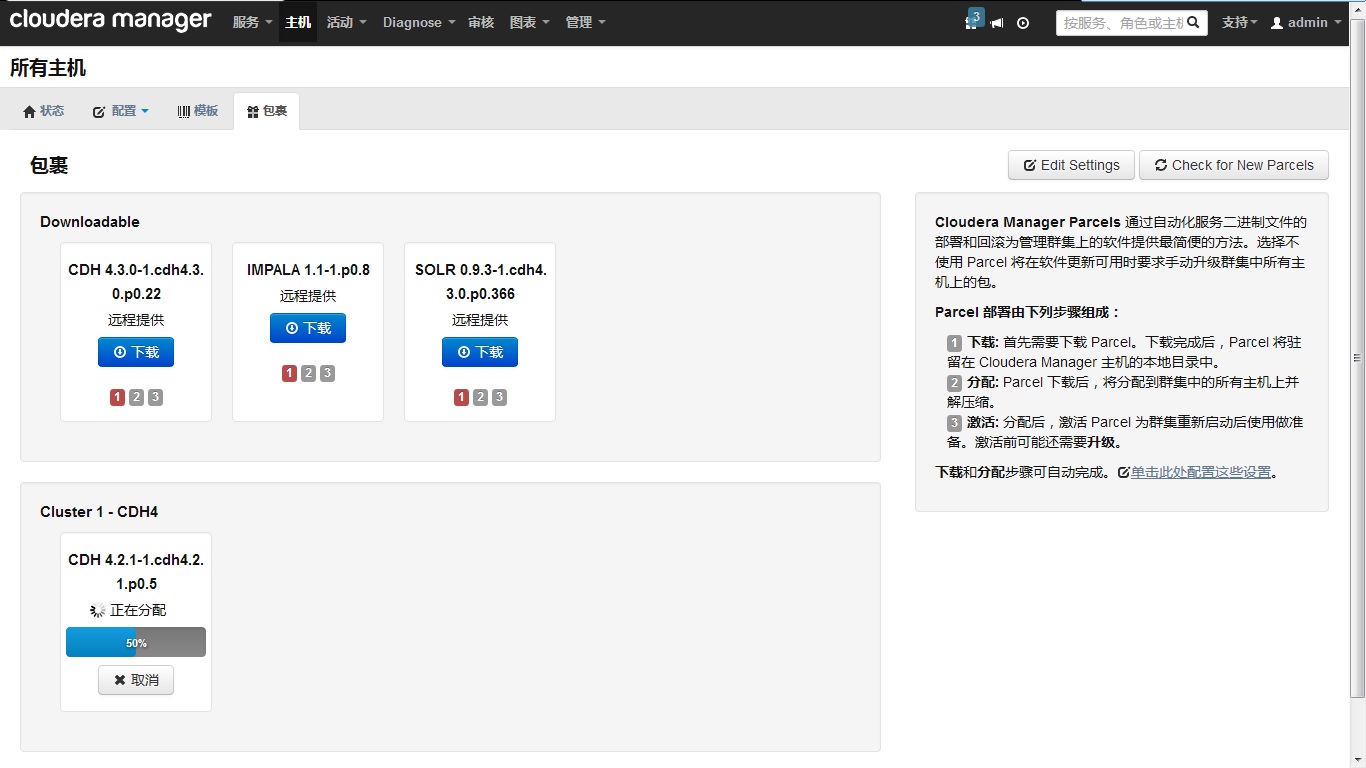 cloudera manager 服务 主机 活动 Diagnose 审核 图表 管理 3 按服务、角色或主机 支持 admin
所有主机
状态 配置 模板 包裹
包裹
Edit Settings Check for New Parcels
Downloadable
CDH 4.3.0-1.cdh4.3.
0.p0.22
远程提供
下载
1 2 3
IMPALA 1.1-1.p0.8
远程提供
下载
1 2 3
SOLR 0.9.3-1.cdh4.
3.0.p0.366
远程提供
下载
1 2 3
Cloudera Manager Parcels 通过自动化服务二进制文件的
部署和回滚为管理群集上的软件提供最简便的方法。选择不
使用 Parcel 将在软件更新可用时要求手动升级群集中所有主
机上的包。
Parcel 部署由下列步骤组成：
1 下载: 首先需要下载 Parcel。下载完成后，Parcel 将驻
留在 Cloudera Manager 主机的本地目录中。
2 分配: Parcel 下载后，将分配到群集中的所有主机上并
解压缩。
3 激活: 分配后，激活 Parcel 为群集重新启动后使用做准
备。激活前可能还需要升级。
下载和分配步骤可自动完成。单击此处配置这些设置。
Cluster 1 - CDH4
CDH 4.2.1-1.cdh4.2.
1.p0.5
正在分配
50%
取消